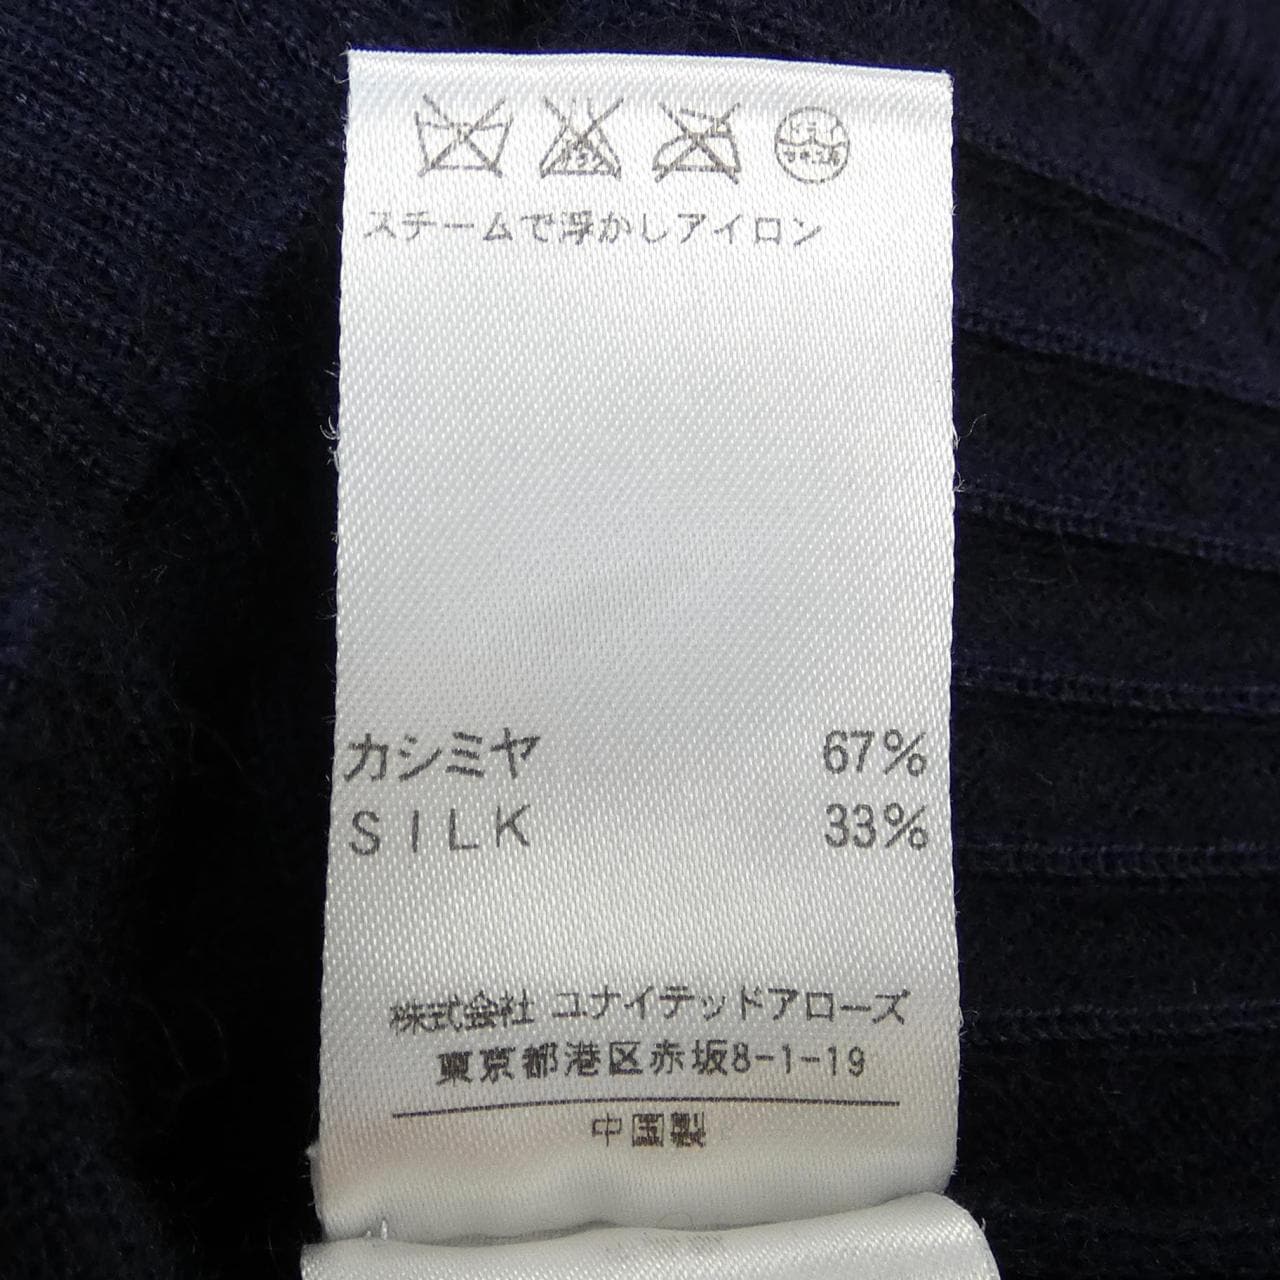 スチームで浮かしアイロン
カシミヤ 67%
SILK 33%
株式会社 ユナイテッドアローズ
東京都港区赤坂8-1-19
中国製